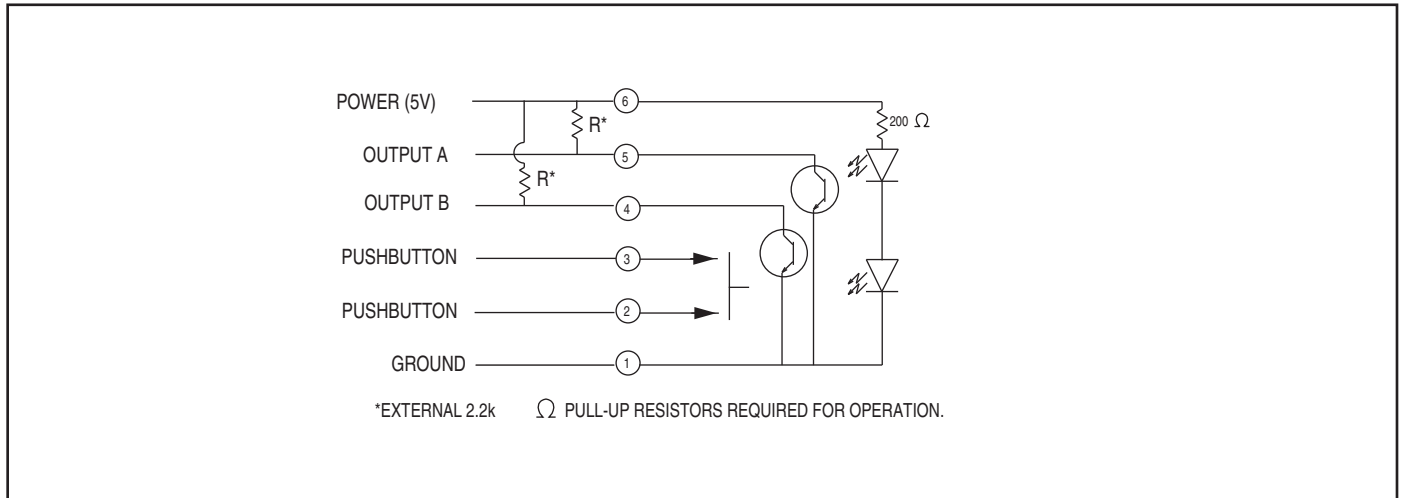 POWER (5V)
6
R*
200 Ω
OUTPUT A
5
R*
OUTPUT B
4
PUSHBUTTON
3
PUSHBUTTON
2
GROUND
1
*EXTERNAL 2.2k Ω PULL-UP RESISTORS REQUIRED FOR OPERATION.